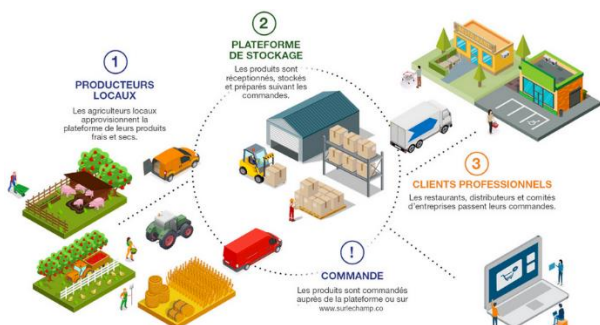 1
PRODUCTEURS
LOCAUX
Les agriculteurs locaux
approvisionnent la
plateforme de leurs produits
frais et secs.
2
PLATEFORME
DE STOCKAGE
Les produits sont
réceptionnés, stockés
et préparés suivant les
commandes.
3
CLIENTS PROFESSIONNELS
Les restaurants, distributeurs et comités
d'entreprises passent leurs commandes.
!
COMMANDE
Les produits sont commandés
auprès de la plateforme ou sur
www.surlechamp.co